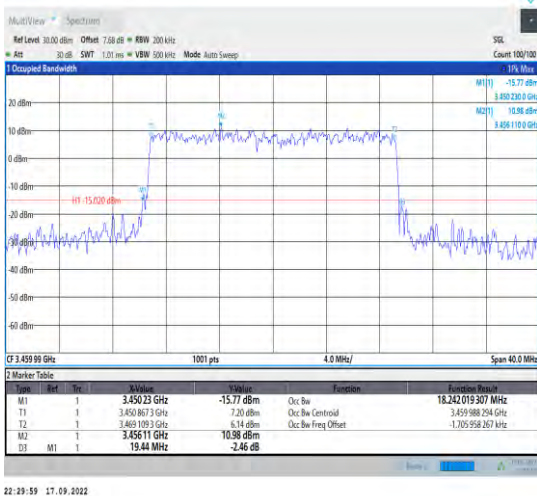 MultiView Spectrum
Ref Level 30.00 dBm Offset 7.68 dB RBW 200 kHz SGL
Att 30 dB SWT 1.01 ms VBW 500 kHz Mode Auto Sweep Count 100/100
1 Occupied Bandwidth 1Pk Max
M1[1] -15.77 dBm
3.450 230 0 GHz
M2[1] 10.98 dBm
3.456 110 0 GHz
20 dBm
10 dBm
0 dBm
-10 dBm
H1 -15.020 dBm
-30 dBm
-40 dBm
-50 dBm
-60 dBm
T1
M2
T2
M1
CF 3.459 99 GHz 1001 pts 4.0 MHz/ Span 40.0 MHz
2 Marker Table
Type Ref Trc X-Value Y-Value Function Function Result
M1 1 3.450 23 GHz -15.77 dBm Occ Bw 18.242 019 307 MHz
T1 1 3.450 867 3 GHz 7.20 dBm Occ Bw Centroid 3.459 988 294 GHz
T2 1 3.469 109 3 GHz 6.14 dBm Occ Bw Freq Offset -1.705 958 267 kHz
M2 1 3.456 11 GHz 10.98 dBm
D3 M1 1 19.44 MHz -2.46 dB
22:29:59 17.09.2022